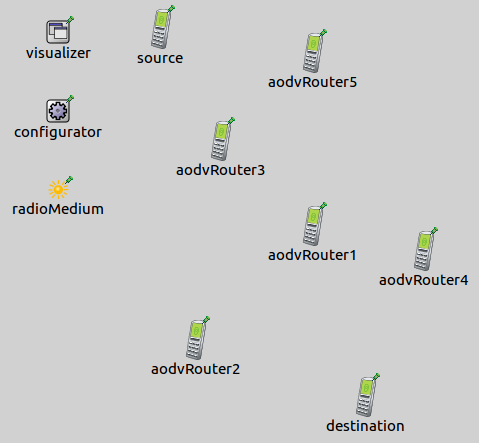 visualizer
source
aodvRouter5
configurator
aodvRouter3
radioMedium
aodvRouter1
aodvRouter4
aodvRouter2
destination